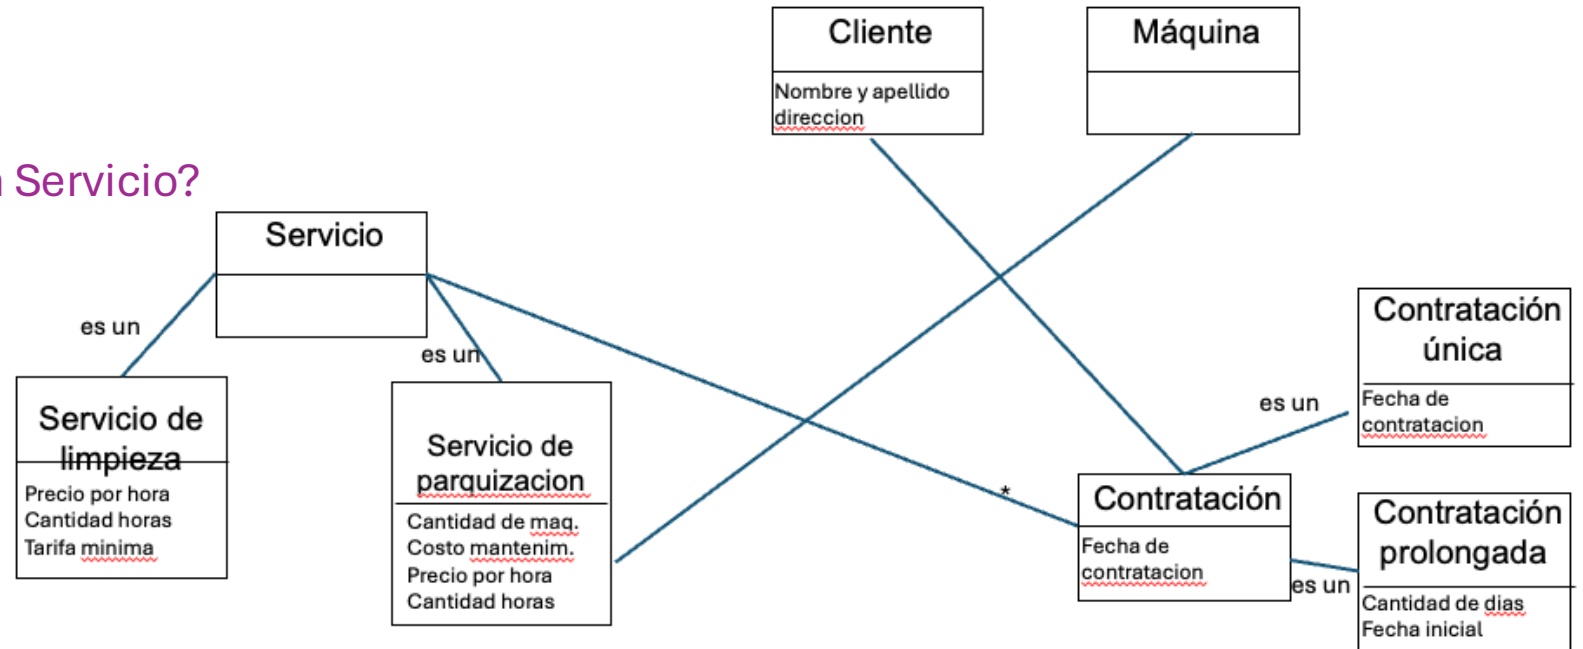 Servicio?
Cliente
Nombre y apellido
direccion
Máquina
Servicio
es un
es un
Servicio de
limpieza
Precio por hora
Cantidad horas
Tarifa minima
Servicio de
parquizacion
Cantidad de maq.
Costo mantenim.
Precio por hora
Cantidad horas
*
Contratación
Fecha de
contratacion
es un
es un
Contratación
única
Fecha de
contratacion
Contratación
prolongada
Cantidad de dias
Fecha inicial